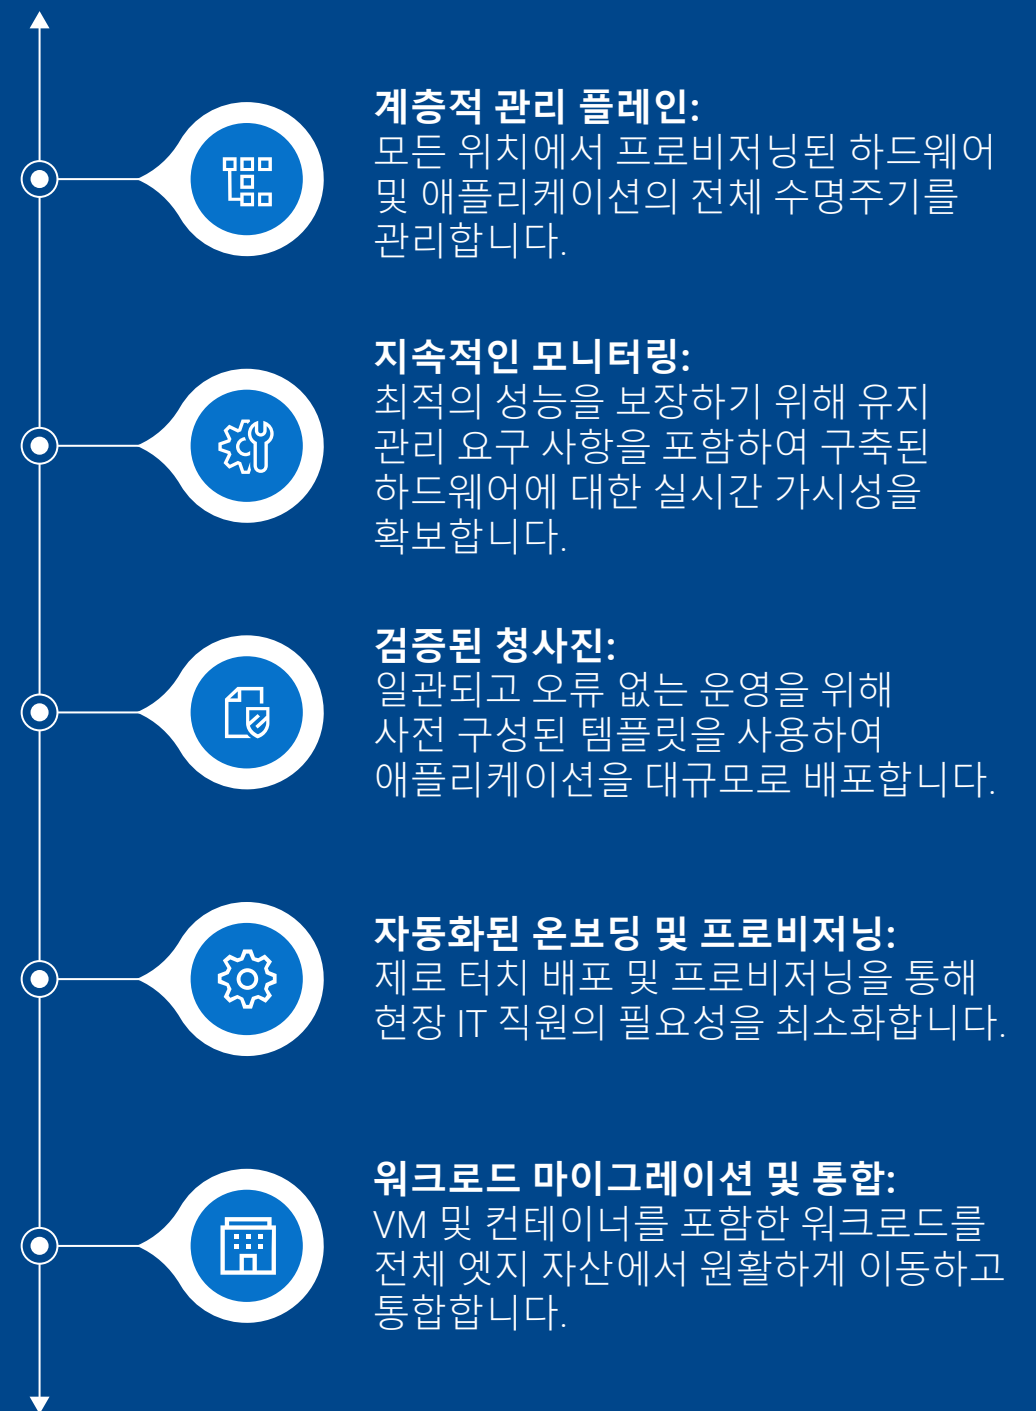 계층적 관리 플레인:
모든 위치에서 프로비저닝된 하드웨어
및 애플리케이션의 전체 수명주기를
관리합니다.
지속적인 모니터링:
최적의 성능을 보장하기 위해 유지
관리 요구 사항을 포함하여 구축된
하드웨어에 대한 실시간 가시성을
확보합니다.
검증된 청사진:
일관되고 오류 없는 운영을 위해
사전 구성된 템플릿을 사용하여
애플리케이션을 대규모로 배포합니다.
자동화된 온보딩 및 프로비저닝:
제로 터치 배포 및 프로비저닝을 통해
현장 IT 직원의 필요성을 최소화합니다.
워크로드 마이그레이션 및 통합:
VM 및 컨테이너를 포함한 워크로드를
전체 엣지 자산에서 원활하게 이동하고
통합합니다.